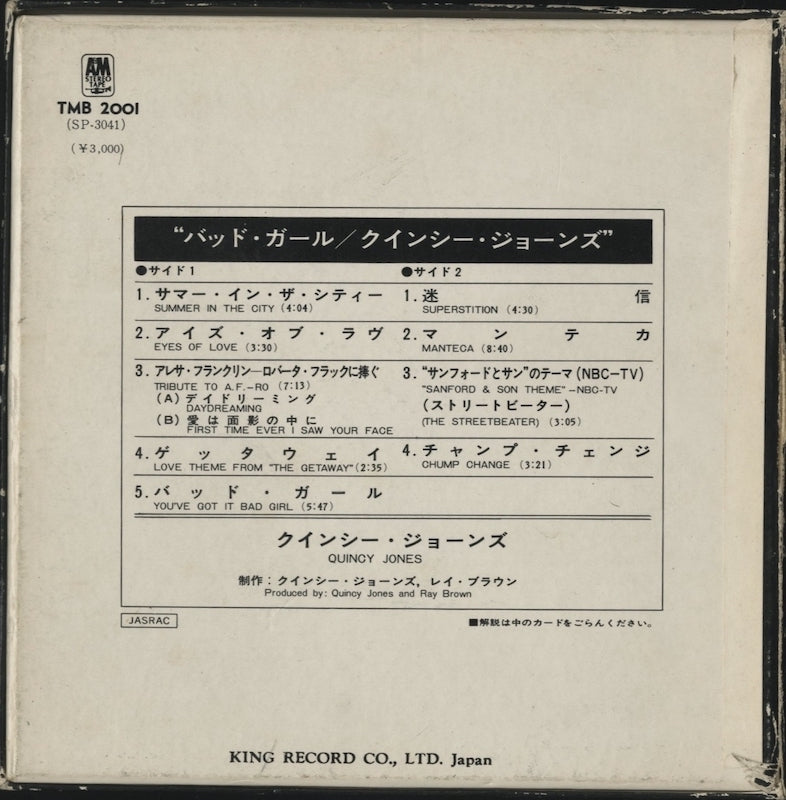 AM
STEREO
TAPE
TMB 2001
(SP-3041)
(¥3,000)
“バッド・ガール／クインシー・ジョーンズ”
●サイド1
1. サマー・イン・ザ・シティー
SUMMER IN THE CITY (4:04)
2. アイズ・オブ・ラヴ
EYES OF LOVE (3:30)
3. アレサ・フランクリン—ロバータ・フラックに捧ぐ
TRIBUTE TO A.F.–RO (7:13)
(A) デイドリーミング
DAYDREAMING
(B) 愛は面影の中に
FIRST TIME EVER I SAW YOUR FACE
4. ゲッタウェイ
LOVE THEME FROM "THE GETAWAY" (2:35)
5. バッド・ガール
YOU'VE GOT IT BAD GIRL (5:47)
●サイド2
1. 迷信
SUPERSTITION (4:30)
2. マンテカ
MANTECA (8:40)
3. “サンフォードとサン”のテーマ (NBC–TV)
"SANFORD & SON THEME" –NBC-TV
(ストリートビーター)
(THE STREETBEATER) (3:05)
4. チャンプ・チェンジ
CHUMP CHANGE (3:21)
クインシー・ジョーンズ
QUINCY JONES
制作：クインシー・ジョーンズ, レイ・ブラウン
Produced by: Quincy Jones and Ray Brown
JASRAC
■解説は中のカードをごらんください。
KING RECORD CO., LTD. Japan